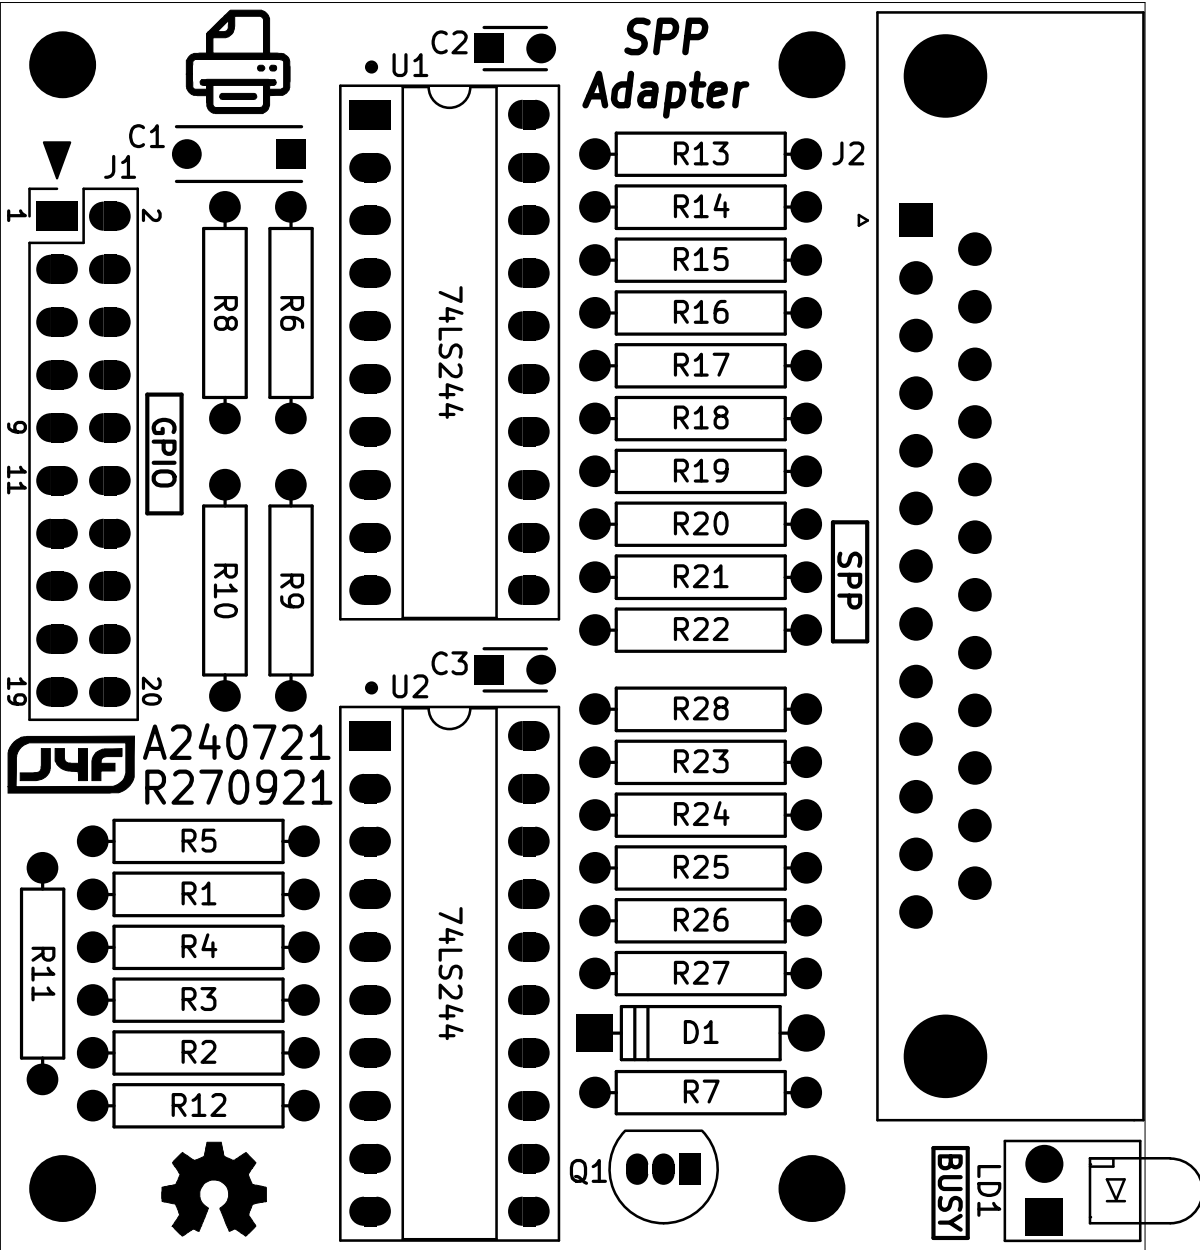 SPP
Adapter
C2
U1
C1
J1
1
2
9
11
19
20
GPIO
R8
R6
R10
R9
74LS244
R13
J2
R14
R15
R16
R17
R18
R19
R20
R21
R22
SPP
C3
U2
J4F
A240721
R270921
R5
R1
R4
R3
R2
R12
R11
74LS244
R28
R23
R24
R25
R26
R27
D1
R7
Q1
BUSY
LD1